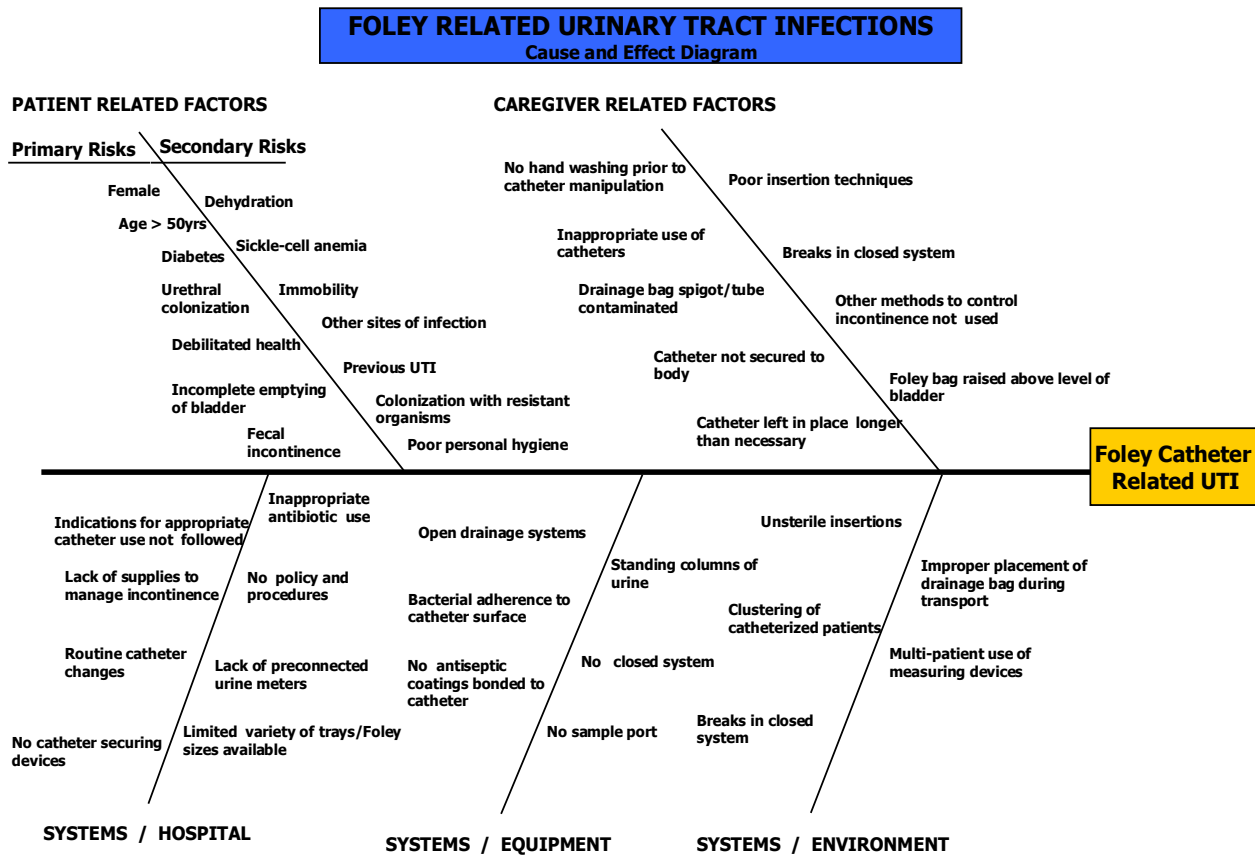 FOLEY RELATED URINARY TRACT INFECTIONS
Cause and Effect Diagram
PATIENT RELATED FACTORS
Primary Risks
Secondary Risks
Female
Age > 50yrs
Diabetes
Urethral
colonization
Debilitated health
Incomplete emptying
of bladder
Fecal
incontinence
Dehydration
Sickle-cell anemia
Immobility
Other sites of infection
Previous UTI
Colonization with resistant
organisms
Poor personal hygiene
CAREGIVER RELATED FACTORS
No hand washing prior to
catheter manipulation
Inappropriate use of
catheters
Drainage bag spigot/tube
contaminated
Catheter not secured to
body
Catheter left in place longer
than necessary
Poor insertion techniques
Breaks in closed system
Other methods to control
incontinence not used
Foley bag raised above level of
bladder
Foley Catheter
Related UTI
Indications for appropriate
catheter use not followed
Lack of supplies to
manage incontinence
Routine catheter
changes
No catheter securing
devices
Inappropriate
antibiotic use
No policy and
procedures
Lack of preconnected
urine meters
Limited variety of trays/Foley
sizes available
SYSTEMS / HOSPITAL
Open drainage systems
Bacterial adherence to
catheter surface
No antiseptic
coatings bonded to
catheter
Standing columns of
urine
No closed system
No sample port
SYSTEMS / EQUIPMENT
Unsterile insertions
Clustering of
catheterized patients
Breaks in closed
system
Improper placement of
drainage bag during
transport
Multi-patient use of
measuring devices
SYSTEMS / ENVIRONMENT